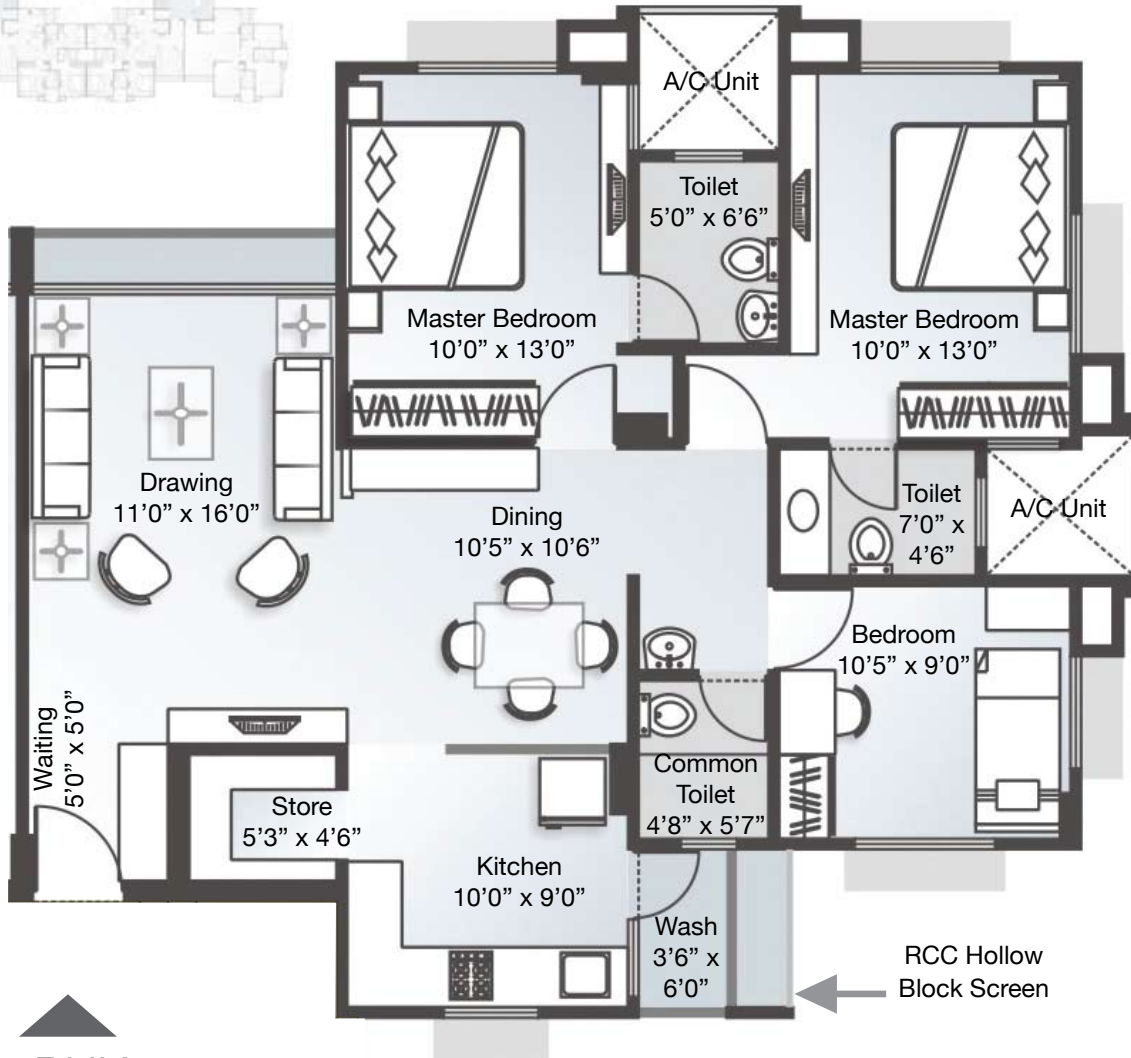 A/C Unit
Toilet
5’0” x 6’6”
Master Bedroom
10’0” x 13’0”
Master Bedroom
10’0” x 13’0”
Drawing
11’0” x 16’0”
Dining
10’5” x 10’6”
Toilet
7’0” x
4’6”
A/C Unit
Bedroom
10’5” x 9’0”
Waiting
5’0” x 5’0”
Store
5’3” x 4’6”
Common
Toilet
4’8” x 5’7”
Kitchen
10’0” x 9’0”
Wash
3’6” x
6’0”
RCC Hollow
Block Screen